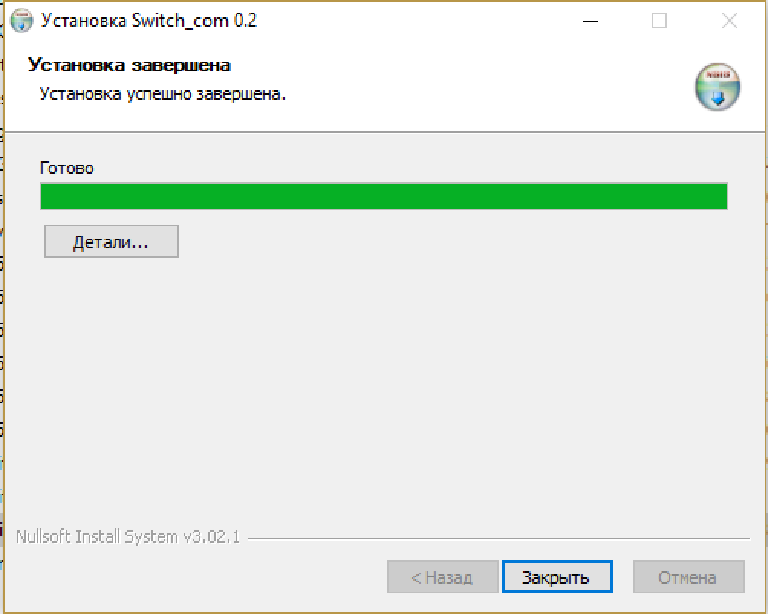 Установка Switch_com 0.2
Установка завершена
Установка успешно завершена.
Готово
Детали...
Nullsoft Install System v3.02.1
< Назад
Закрыть
Отмена